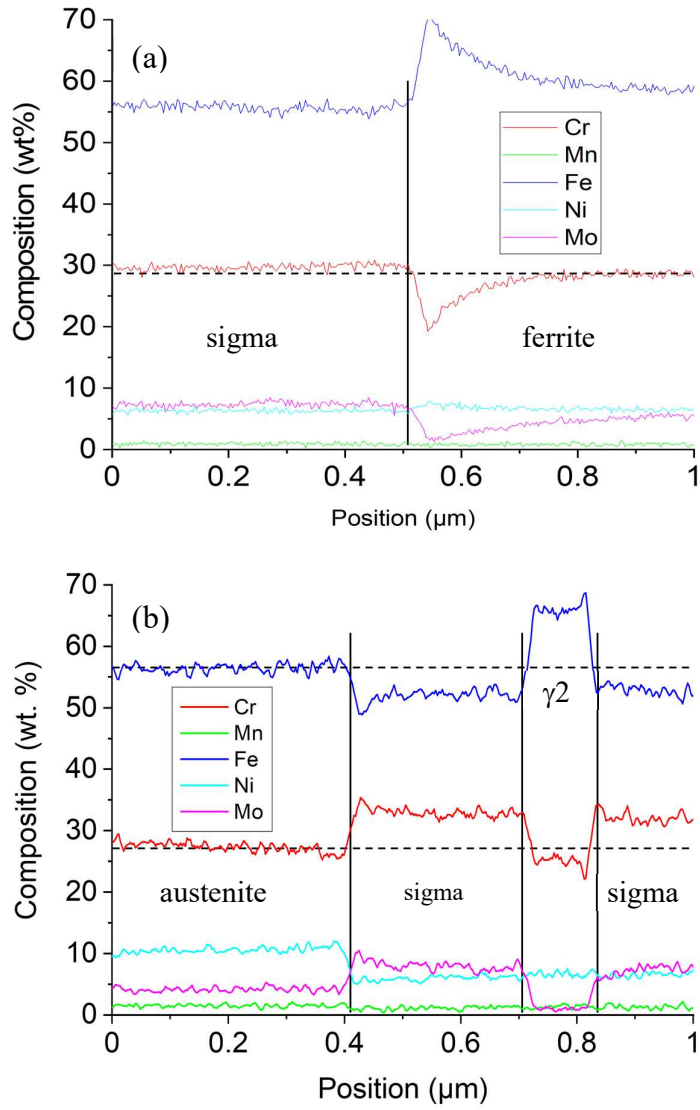 70
(a)
60
50
Cr
Mn
Fe
Ni
Mo
40
30
20
sigma
ferrite
10
0
0 0.2 0.4 0.6 0.8 1
Composition (wt%)
Position (µm)
70
(b)
60
50
γ2
Cr
Mn
Fe
Ni
Mo
40
30
20
austenite
sigma
sigma
10
0
0 0.2 0.4 0.6 0.8 1
Composition (wt. %)
Position (µm)